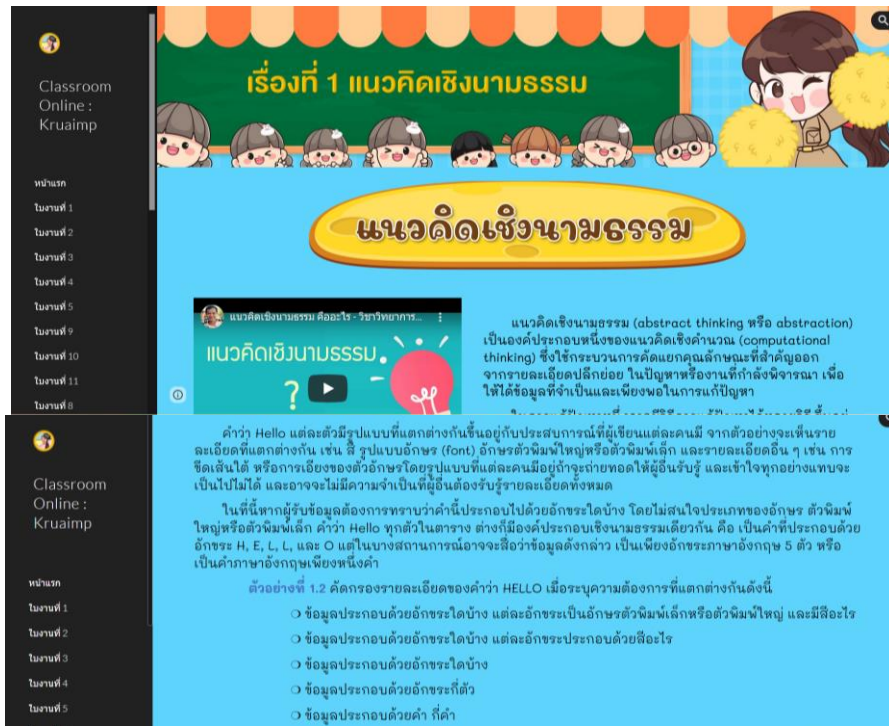 Classroom
Online :
Kruaimp
หน้าแรก
ใบงานที่ 1
ใบงานที่ 2
ใบงานที่ 3
ใบงานที่ 4
ใบงานที่ 5
ใบงานที่ 9
ใบงานที่ 10
ใบงานที่ 11
ใบงานที่ 8
เรื่องที่ 1 แนวคิดเชิงนามธรรม
แนวคิดเชิงนามธรรม
แนวคิดเชิงนามธรรม คืออะไร - วิชาวิทยาการ...
แนวคิดเชิงนามธรรม
?
แนวคิดเชิงนามธรรม (abstract thinking หรือ abstraction)
เป็นองค์ประกอบหนึ่งของแนวคิดเชิงคำนวณ (computational
thinking) ซึ่งใช้กระบวนการคัดแยกคุณลักษณะที่สำคัญออก
จากรายละเอียดปลีกย่อย ในปัญหาหรืองานที่กำลังพิจารณา เพื่อ
ให้ได้ข้อมูลที่จำเป็นและเพียงพอในการแก้ปัญหา
Classroom
Online :
Kruaimp
หน้าแรก
ใบงานที่ 1
ใบงานที่ 2
ใบงานที่ 3
ใบงานที่ 4
ใบงานที่ 5
คำว่า Hello แต่ละตัวมีรูปแบบที่แตกต่างกันขึ้นอยู่กับประสบการณ์ที่ผู้เขียนแต่ละคนมี จากตัวอย่างจะเห็นราย
ละเอียดที่แตกต่างกัน เช่น สี รูปแบบอักษร (font) อักษรตัวพิมพ์ใหญ่หรือตัวพิมพ์เล็ก และรายละเอียดอื่น ๆ เช่น การ
ขีดเส้นใต้ หรือการเอียงของตัวอักษรโดยรูปแบบที่แต่ละคนมีอยู่ถ้าจะถ่ายทอดให้ผู้อื่นรับรู้ และเข้าใจทุกอย่างแทบจะ
เป็นไปไม่ได้ และอาจจะไม่มีความจำเป็นที่ผู้อื่นต้องรับรู้รายละเอียดทั้งหมด
ในที่นี้หากผู้รับข้อมูลต้องการทราบว่าคำนี้ประกอบไปด้วยอักขระใดบ้าง โดยไม่สนใจประเภทของอักษร ตัวพิมพ์
ใหญ่หรือตัวพิมพ์เล็ก คำว่า Hello ทุกตัวในตาราง ต่างก็มีองค์ประกอบเชิงนามธรรมเดียวกัน คือ เป็นคำที่ประกอบด้วย
อักขระ H, E, L, L, และ O แต่ในบางสถานการณ์อาจจะสื่อว่าข้อมูลดังกล่าว เป็นเพียงอักขระภาษาอังกฤษ 5 ตัว หรือ
เป็นคำภาษาอังกฤษเพียงหนึ่งคำ
ตัวอย่างที่ 1.2 คัดกรองรายละเอียดของคำว่า HELLO เมื่อระบุความต้องการที่แตกต่างกันดังนี้
❍ ข้อมูลประกอบด้วยอักขระใดบ้าง แต่ละอักขระเป็นอักษรตัวพิมพ์เล็กหรือตัวพิมพ์ใหญ่ และมีสีอะไร
❍ ข้อมูลประกอบด้วยอักขระใดบ้าง แต่ละอักขระประกอบด้วยสีอะไร
❍ ข้อมูลประกอบด้วยอักขระใดบ้าง
❍ ข้อมูลประกอบด้วยอักขระกี่ตัว
❍ ข้อมูลประกอบด้วยคำ กี่คำ